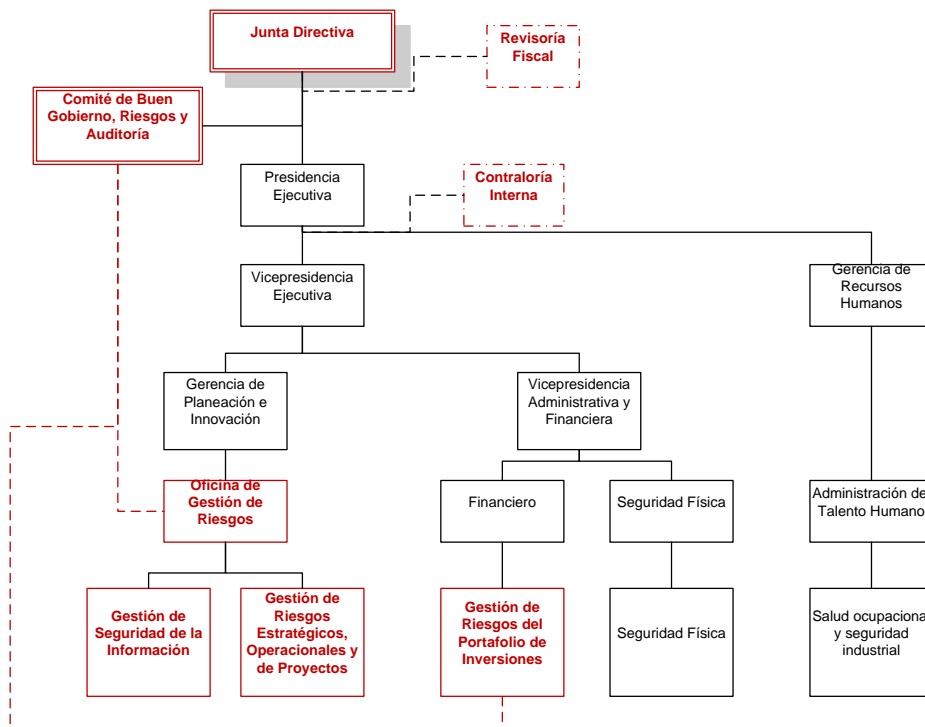 Junta Directiva
Revisoría
Fiscal
Comité de Buen
Gobierno, Riesgos y
Auditoría
Presidencia
Ejecutiva
Contraloría
Interna
Vicepresidencia
Ejecutiva
Gerencia de
Recursos
Humanos
Gerencia de
Planeación e
Innovación
Vicepresidencia
Administrativa y
Financiera
Oficina de
Gestión de
Riesgos
Financiero
Seguridad Física
Administración de
Talento Humano
Gestión de
Seguridad de la
Información
Gestión de
Riesgos
Estratégicos,
Operacionales y
de Proyectos
Gestión de
Riesgos del
Portafolio de
Inversiones
Seguridad Física
Salud ocupacional
y seguridad
industrial